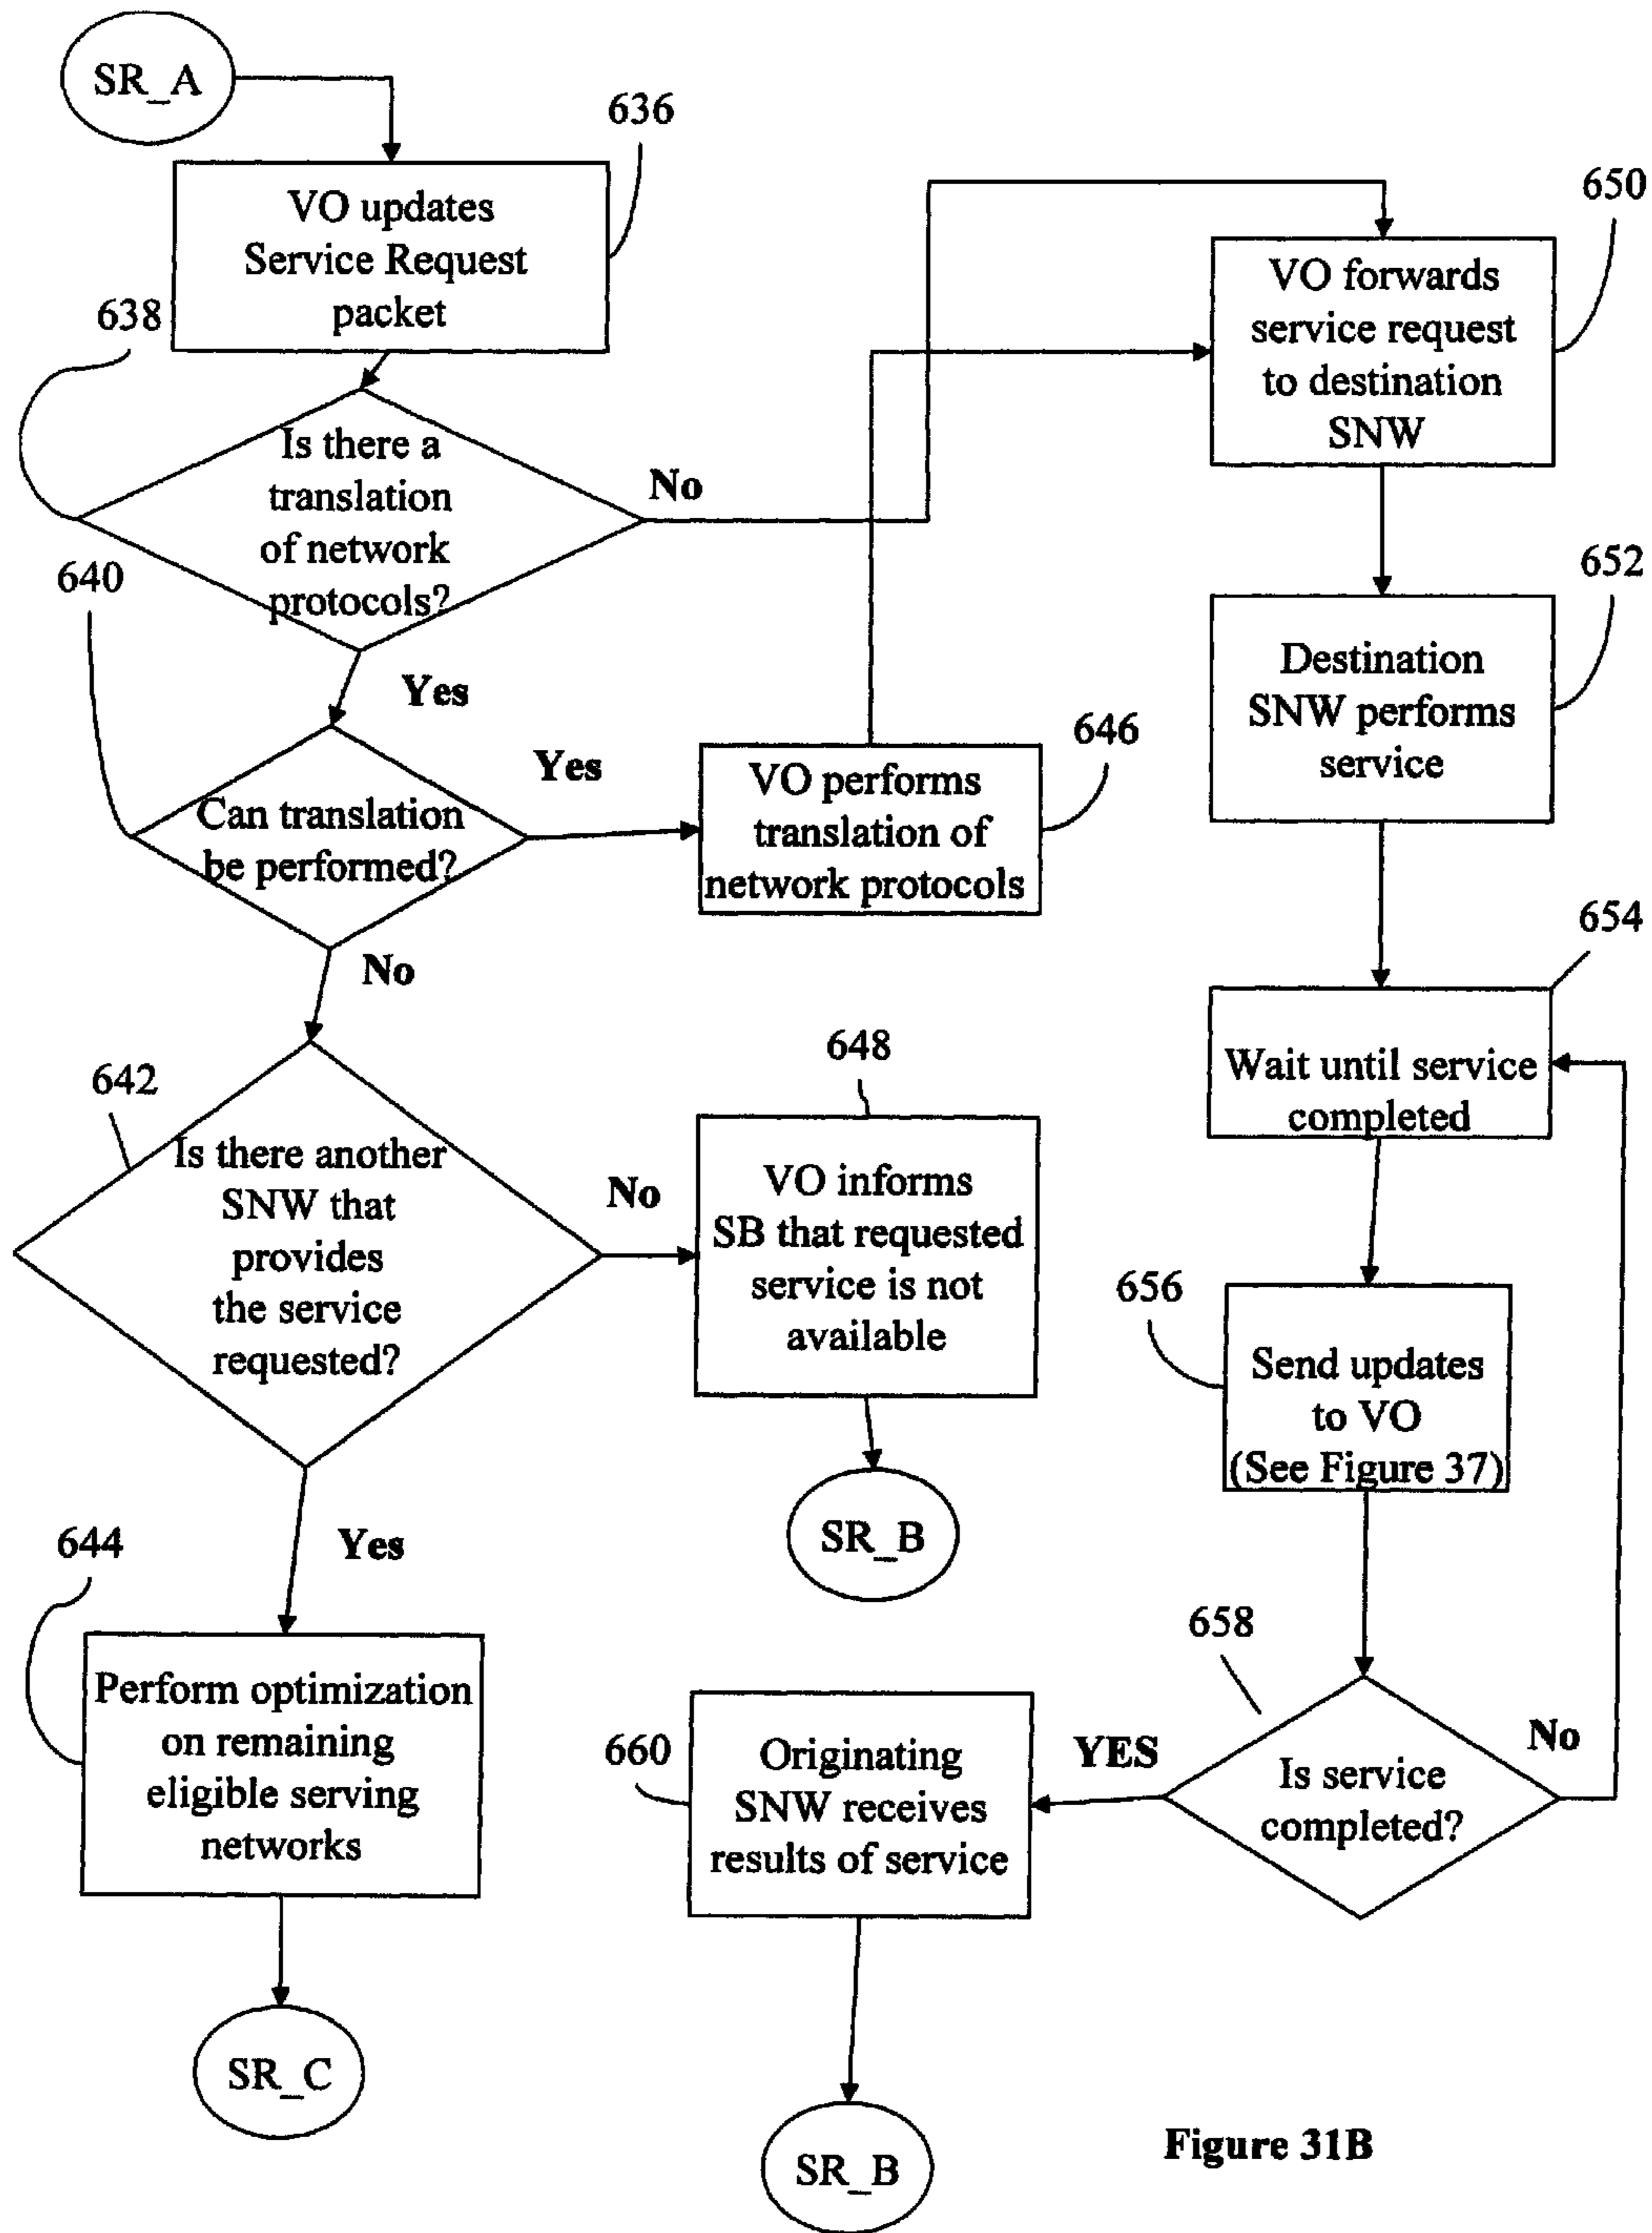 SR_A
636
VO updates
Service Request
packet
638
Is there a
translation
of network
protocols?
No
Yes
640
Can translation
be performed?
Yes
No
646
VO performs
translation of
network protocols
642
Is there another
SNW that
provides
the service
requested?
No
Yes
648
VO informs
SB that requested
service is not
available
SR_B
644
Perform optimization
on remaining
eligible serving
networks
SR_C
650
VO forwards
service request
to destination
SNW
652
Destination
SNW performs
service
654
Wait until service
completed
656
Send updates
to VO
(See Figure 37)
658
Is service
completed?
No
YES
660
Originating
SNW receives
results of service
SR_B
Figure 31B